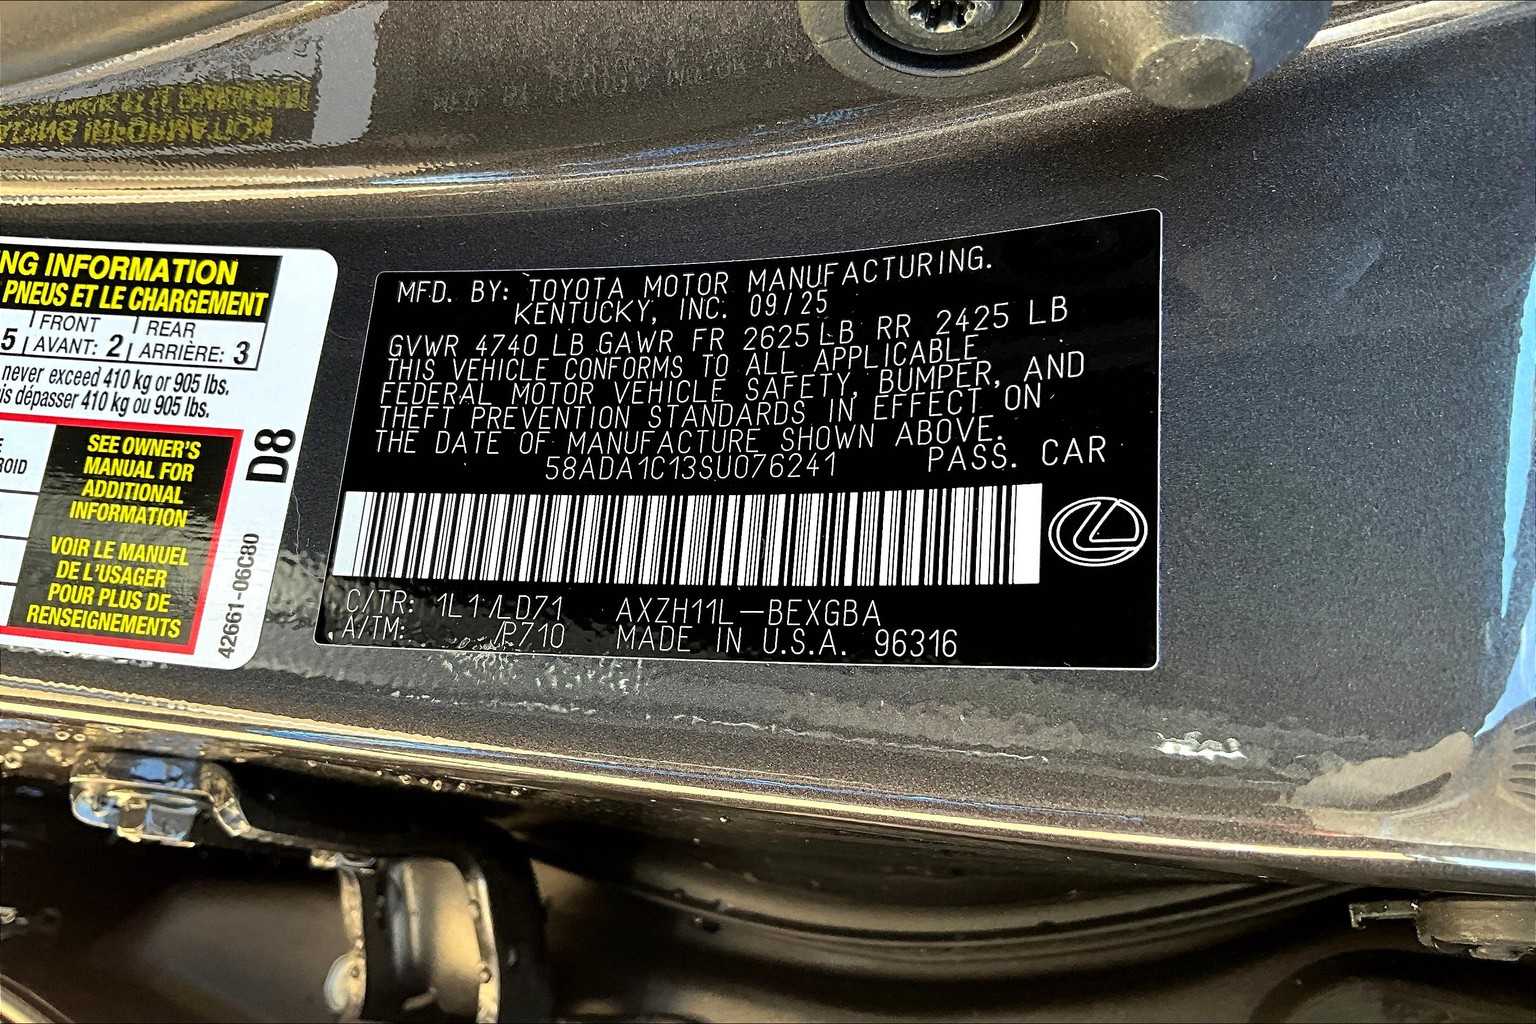 NG INFORMATION
PNEUS ET LE CHARGEMENT
5 FRONT AVANT: 2 REAR ARRIÈRE: 3
never exceed 410 kg or 905 lbs.
is dépasser 410 kg ou 905 lbs.
SEE OWNER'S
MANUAL FOR
ADDITIONAL
INFORMATION
VOIR LE MANUEL
DE L'USAGER
POUR PLUS DE
RENSEIGNEMENTS
D8
42661-06C80
MFD. BY: TOYOTA MOTOR MANUFACTURING.
KENTUCKY, INC. 09/25
GVWR 4740 LB GAWR FR 2625 LB RR 2425 LB
THIS VEHICLE CONFORMS TO ALL APPLICABLE
FEDERAL MOTOR VEHICLE SAFETY, BUMPER, AND
THEFT PREVENTION STANDARDS IN EFFECT ON
THE DATE OF MANUFACTURE SHOWN ABOVE.
58ADA1C13SU076241 PASS. CAR
C/TR: 1L1/LD71 AXZH11L-BEXGBA
A/TM: /P710 MADE IN U.S.A. 96316